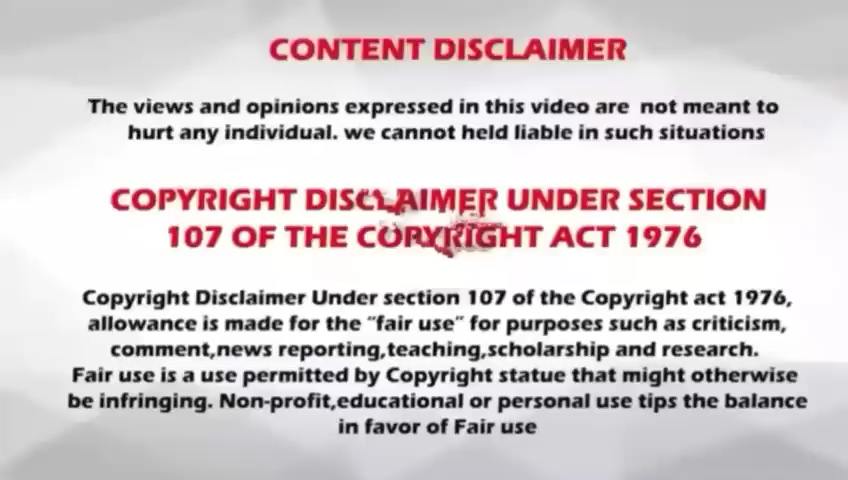 CONTENT DISCLAIMER
The views and opinions expressed in this video are not meant to
hurt any individual. we cannot held liable in such situations
COPYRIGHT DISCLAIMER UNDER SECTION
107 OF THE COPYRIGHT ACT 1976
Copyright Disclaimer Under section 107 of the Copyright act 1976,
allowance is made for the “fair use” for purposes such as criticism,
comment,news reporting,teaching,scholarship and research.
Fair use is a use permitted by Copyright statue that might otherwise
be infringing. Non-profit,educational or personal use tips the balance
in favor of Fair use